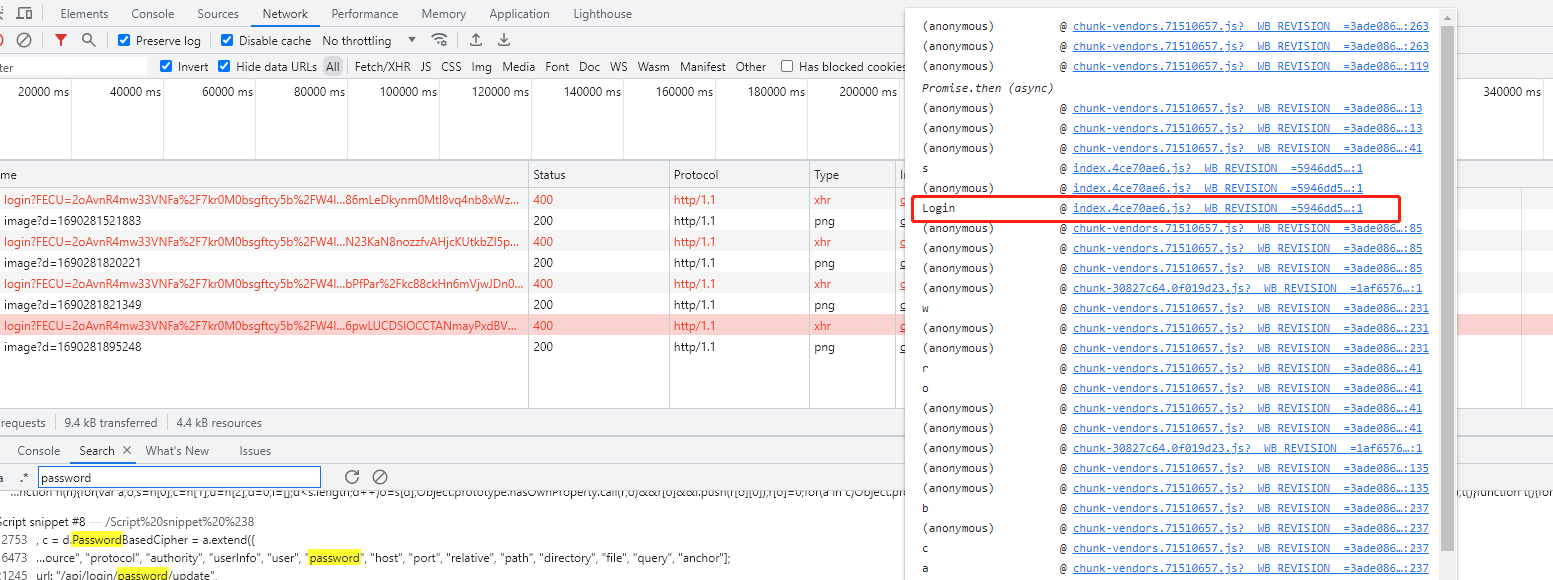 Elements Console Sources Network Performance Memory Application Lighthouse
Preserve log Disable cache No throttling
ter Invert Hide data URLs All Fetch/XHR JS CSS Img Media Font Doc WS Wasm Manifest Other Has blocked cookies
20000 ms 40000 ms 60000 ms 80000 ms 100000 ms 120000 ms 140000 ms 160000 ms 180000 ms 200000 ms 340000 ms
me Status Protocol Type
login?FECU=2oAvnR4mw33VNFa%2F7kr0M0bsgftcy5b%2FW4I...86mLeDkynm0MtI8vq4nb8xWz... 400 http/1.1 xhr
image?d=1690281521883 200 http/1.1 png
login?FECU=2oAvnR4mw33VNFa%2F7kr0M0bsgftcy5b%2FW4I...N23KaN8nozzfvAHjcKUtkbZI5p... 400 http/1.1 xhr
image?d=1690281820221 200 http/1.1 png
login?FECU=2oAvnR4mw33VNFa%2F7kr0M0bsgftcy5b%2FW4I...bPfPar%2Fkc88ckHn6mVjwJDn0... 400 http/1.1 xhr
image?d=1690281821349 200 http/1.1 png
login?FECU=2oAvnR4mw33VNFa%2F7kr0M0bsgftcy5b%2FW4I...6pwLUCDSIOCCTANmayPxdBV... 400 http/1.1 xhr
image?d=1690281895248 200 http/1.1 png
requests 9.4 kB transferred 4.4 kB resources
Console Search × What's New Issues
.* password
Script snippet #8 — /Script%20snippet%20%238
2753 , c = d.PasswordBasedCipher = a.extend({
6473 ...ource", "protocol", "authority", "userInfo", "user", "password", "host", "port", "relative", "path", "directory", "file", "query", "anchor"];
21245 url: "/api/login/password/update",
(anonymous) @ chunk-vendors.71510657.js?__WB_REVISION__=3ade086…:263
(anonymous) @ chunk-vendors.71510657.js?__WB_REVISION__=3ade086…:263
(anonymous) @ chunk-vendors.71510657.js?__WB_REVISION__=3ade086…:119
Promise.then (async)
(anonymous) @ chunk-vendors.71510657.js?__WB_REVISION__=3ade086…:13
(anonymous) @ chunk-vendors.71510657.js?__WB_REVISION__=3ade086…:13
(anonymous) @ chunk-vendors.71510657.js?__WB_REVISION__=3ade086…:41
s @ index.4ce70ae6.js?__WB_REVISION__=5946dd5…:1
(anonymous) @ index.4ce70ae6.js?__WB_REVISION__=5946dd5…:1
Login @ index.4ce70ae6.js?__WB_REVISION__=5946dd5…:1
(anonymous) @ chunk-vendors.71510657.js?__WB_REVISION__=3ade086…:85
(anonymous) @ chunk-vendors.71510657.js?__WB_REVISION__=3ade086…:85
(anonymous) @ chunk-vendors.71510657.js?__WB_REVISION__=3ade086…:85
(anonymous) @ chunk-30827c64.0f019d23.js?__WB_REVISION__=1af6576…:1
w @ chunk-vendors.71510657.js?__WB_REVISION__=3ade086…:231
(anonymous) @ chunk-vendors.71510657.js?__WB_REVISION__=3ade086…:231
(anonymous) @ chunk-vendors.71510657.js?__WB_REVISION__=3ade086…:231
r @ chunk-vendors.71510657.js?__WB_REVISION__=3ade086…:41
o @ chunk-vendors.71510657.js?__WB_REVISION__=3ade086…:41
(anonymous) @ chunk-vendors.71510657.js?__WB_REVISION__=3ade086…:41
(anonymous) @ chunk-vendors.71510657.js?__WB_REVISION__=3ade086…:41
(anonymous) @ chunk-30827c64.0f019d23.js?__WB_REVISION__=1af6576…:1
(anonymous) @ chunk-vendors.71510657.js?__WB_REVISION__=3ade086…:135
(anonymous) @ chunk-vendors.71510657.js?__WB_REVISION__=3ade086…:135
b @ chunk-vendors.71510657.js?__WB_REVISION__=3ade086…:237
(anonymous) @ chunk-vendors.71510657.js?__WB_REVISION__=3ade086…:237
c @ chunk-vendors.71510657.js?__WB_REVISION__=3ade086…:237
a @ chunk-vendors.71510657.js?__WB_REVISION__=3ade086…:237